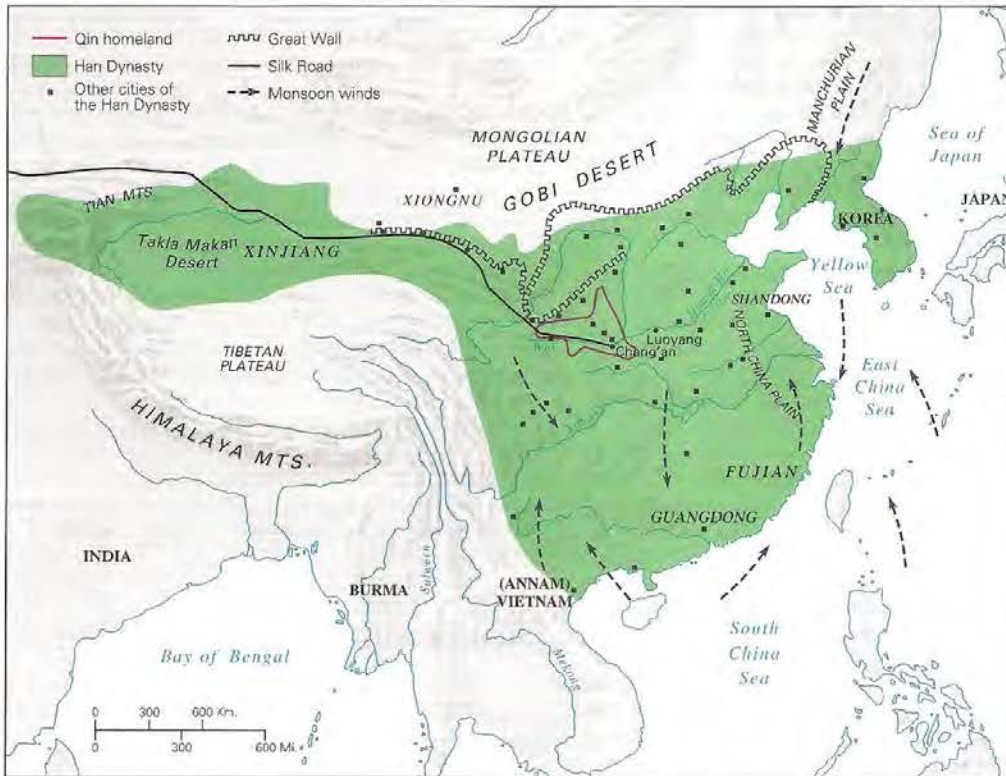 Qin homeland
Han Dynasty
Other cities of
the Han Dynasty
Great Wall
Silk Road
Monsoon winds
MONGOLIAN
PLATEAU
GOBI DESERT
MANCHURIAN
PLAIN
Sea of
Japan
XIONGNU
TIAN MTS.
KOREA
JAPAN
Takla Makan
Desert
XINJIANG
Yellow
Sea
SHANDONG
Luoyang
Chang'an
Wei
NORTH CHINA PLAIN
TIBETAN
PLATEAU
East
China
Sea
HIMALAYA MTS.
FUJIAN
GUANGDONG
INDIA
BURMA
Salween
(ANNAM)
VIETNAM
Bay of Bengal
Mekong
South
China
Sea
0 300 600 Km.
0 300 600 Mi.